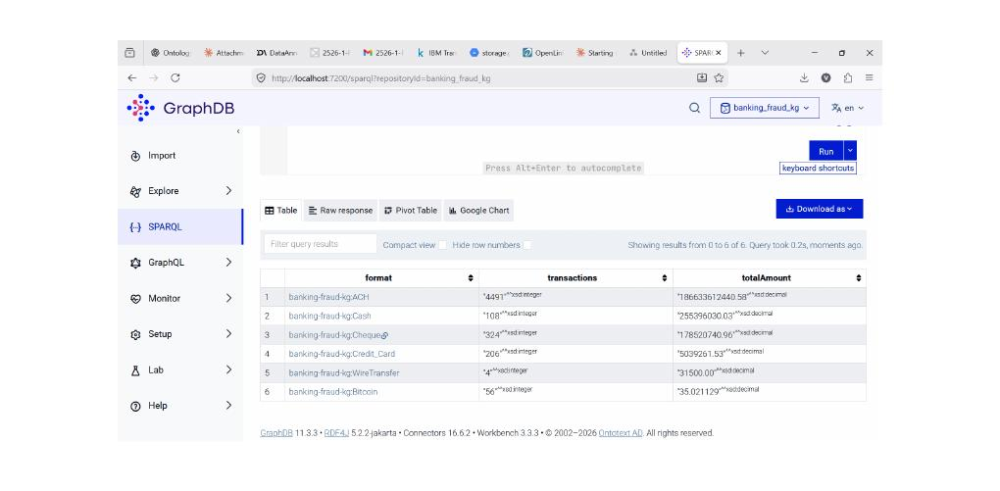 Ontolog
Attachm
DataAnn
2526-1-I
2526-1-I
IBM Tran
storage.c
OpenLin
Starting
Untitled
SPARC
http://localhost:7200/sparql?repositoryId=banking_fraud_kg
GraphDB
banking_fraud_kg
en
Import
Explore
SPARQL
GraphQL
Monitor
Setup
Lab
Help
Press Alt+Enter to autocomplete
Run
keyboard shortcuts
Table
Raw response
Pivot Table
Google Chart
Download as
Filter query results
Compact view
Hide row numbers
Showing results from 0 to 6 of 6. Query took 0.2s, moments ago.
format transactions totalAmount
1 banking-fraud-kg:ACH "4491"^^xsd:integer "186633612440.58"^^xsd:decimal
2 banking-fraud-kg:Cash "108"^^xsd:integer "255396030.03"^^xsd:decimal
3 banking-fraud-kg:Cheque "324"^^xsd:integer "178520740.96"^^xsd:decimal
4 banking-fraud-kg:Credit_Card "206"^^xsd:integer "5039261.53"^^xsd:decimal
5 banking-fraud-kg:WireTransfer "4"^^xsd:integer "31500.00"^^xsd:decimal
6 banking-fraud-kg:Bitcoin "56"^^xsd:integer "35.021129"^^xsd:decimal
GraphDB 11.3.3 • RDF4J 5.2.2-jakarta • Connectors 16.6.2 • Workbench 3.3.3 • © 2002–2026 Ontotext AD. All rights reserved.